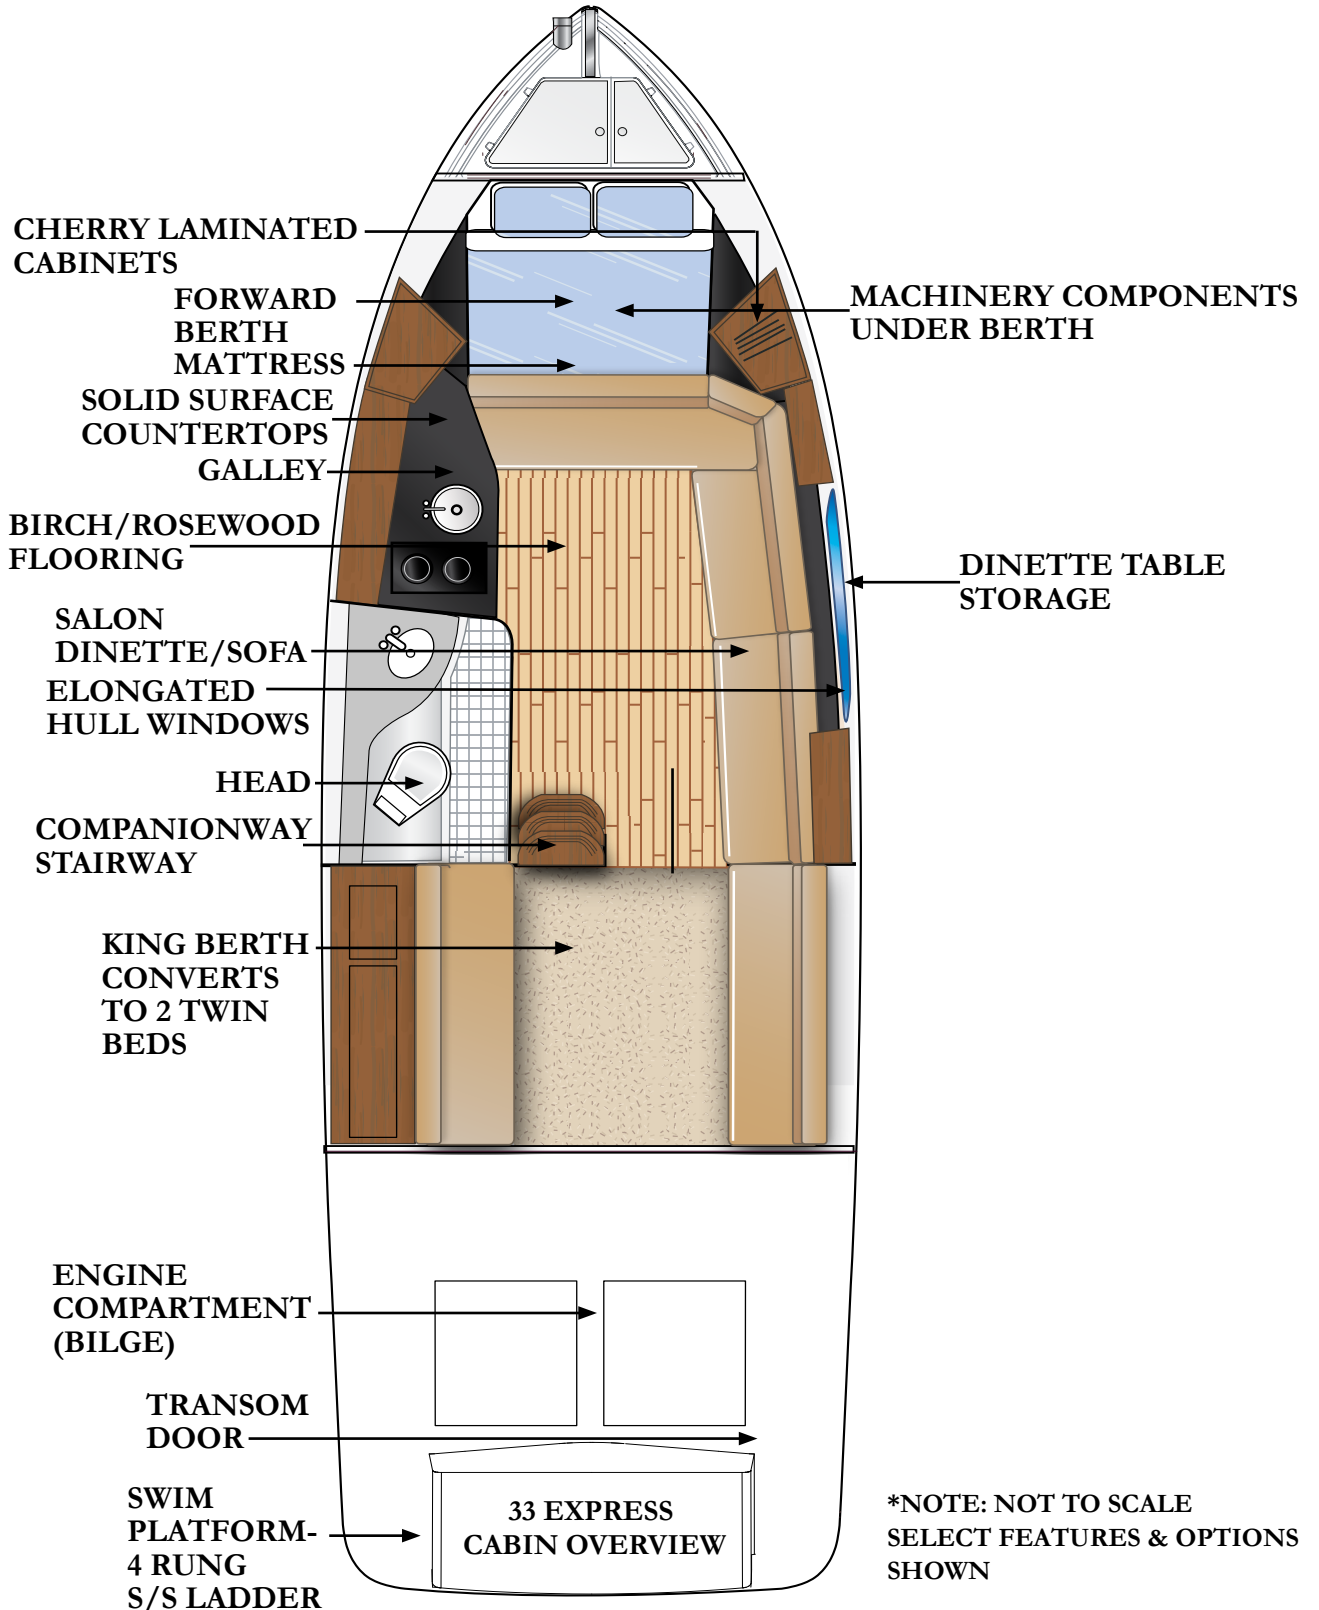 CHERRY LAMINATED
CABINETS
FORWARD
BERTH
MATTRESS
MACHINERY COMPONENTS
UNDER BERTH
SOLID SURFACE
COUNTERTOPS
GALLEY
BIRCH/ROSEWOOD
FLOORING
DINETTE TABLE
STORAGE
SALON
DINETTE/SOFA
ELONGATED
HULL WINDOWS
HEAD
COMPANIONWAY
STAIRWAY
KING BERTH
CONVERTS
TO 2 TWIN
BEDS
ENGINE
COMPARTMENT
(BILGE)
TRANSOM
DOOR
SWIM
PLATFORM-
4 RUNG
S/S LADDER
33 EXPRESS
CABIN OVERVIEW
*NOTE: NOT TO SCALE
SELECT FEATURES & OPTIONS
SHOWN